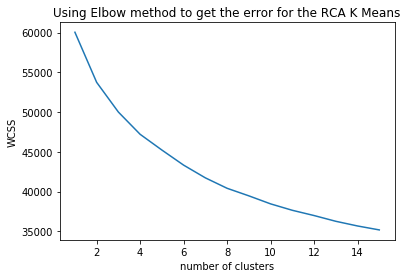 Using Elbow method to get the error for the RCA K Means
60000
55000
50000
45000
40000
35000
WCSS
2 4 6 8 10 12 14
number of clusters